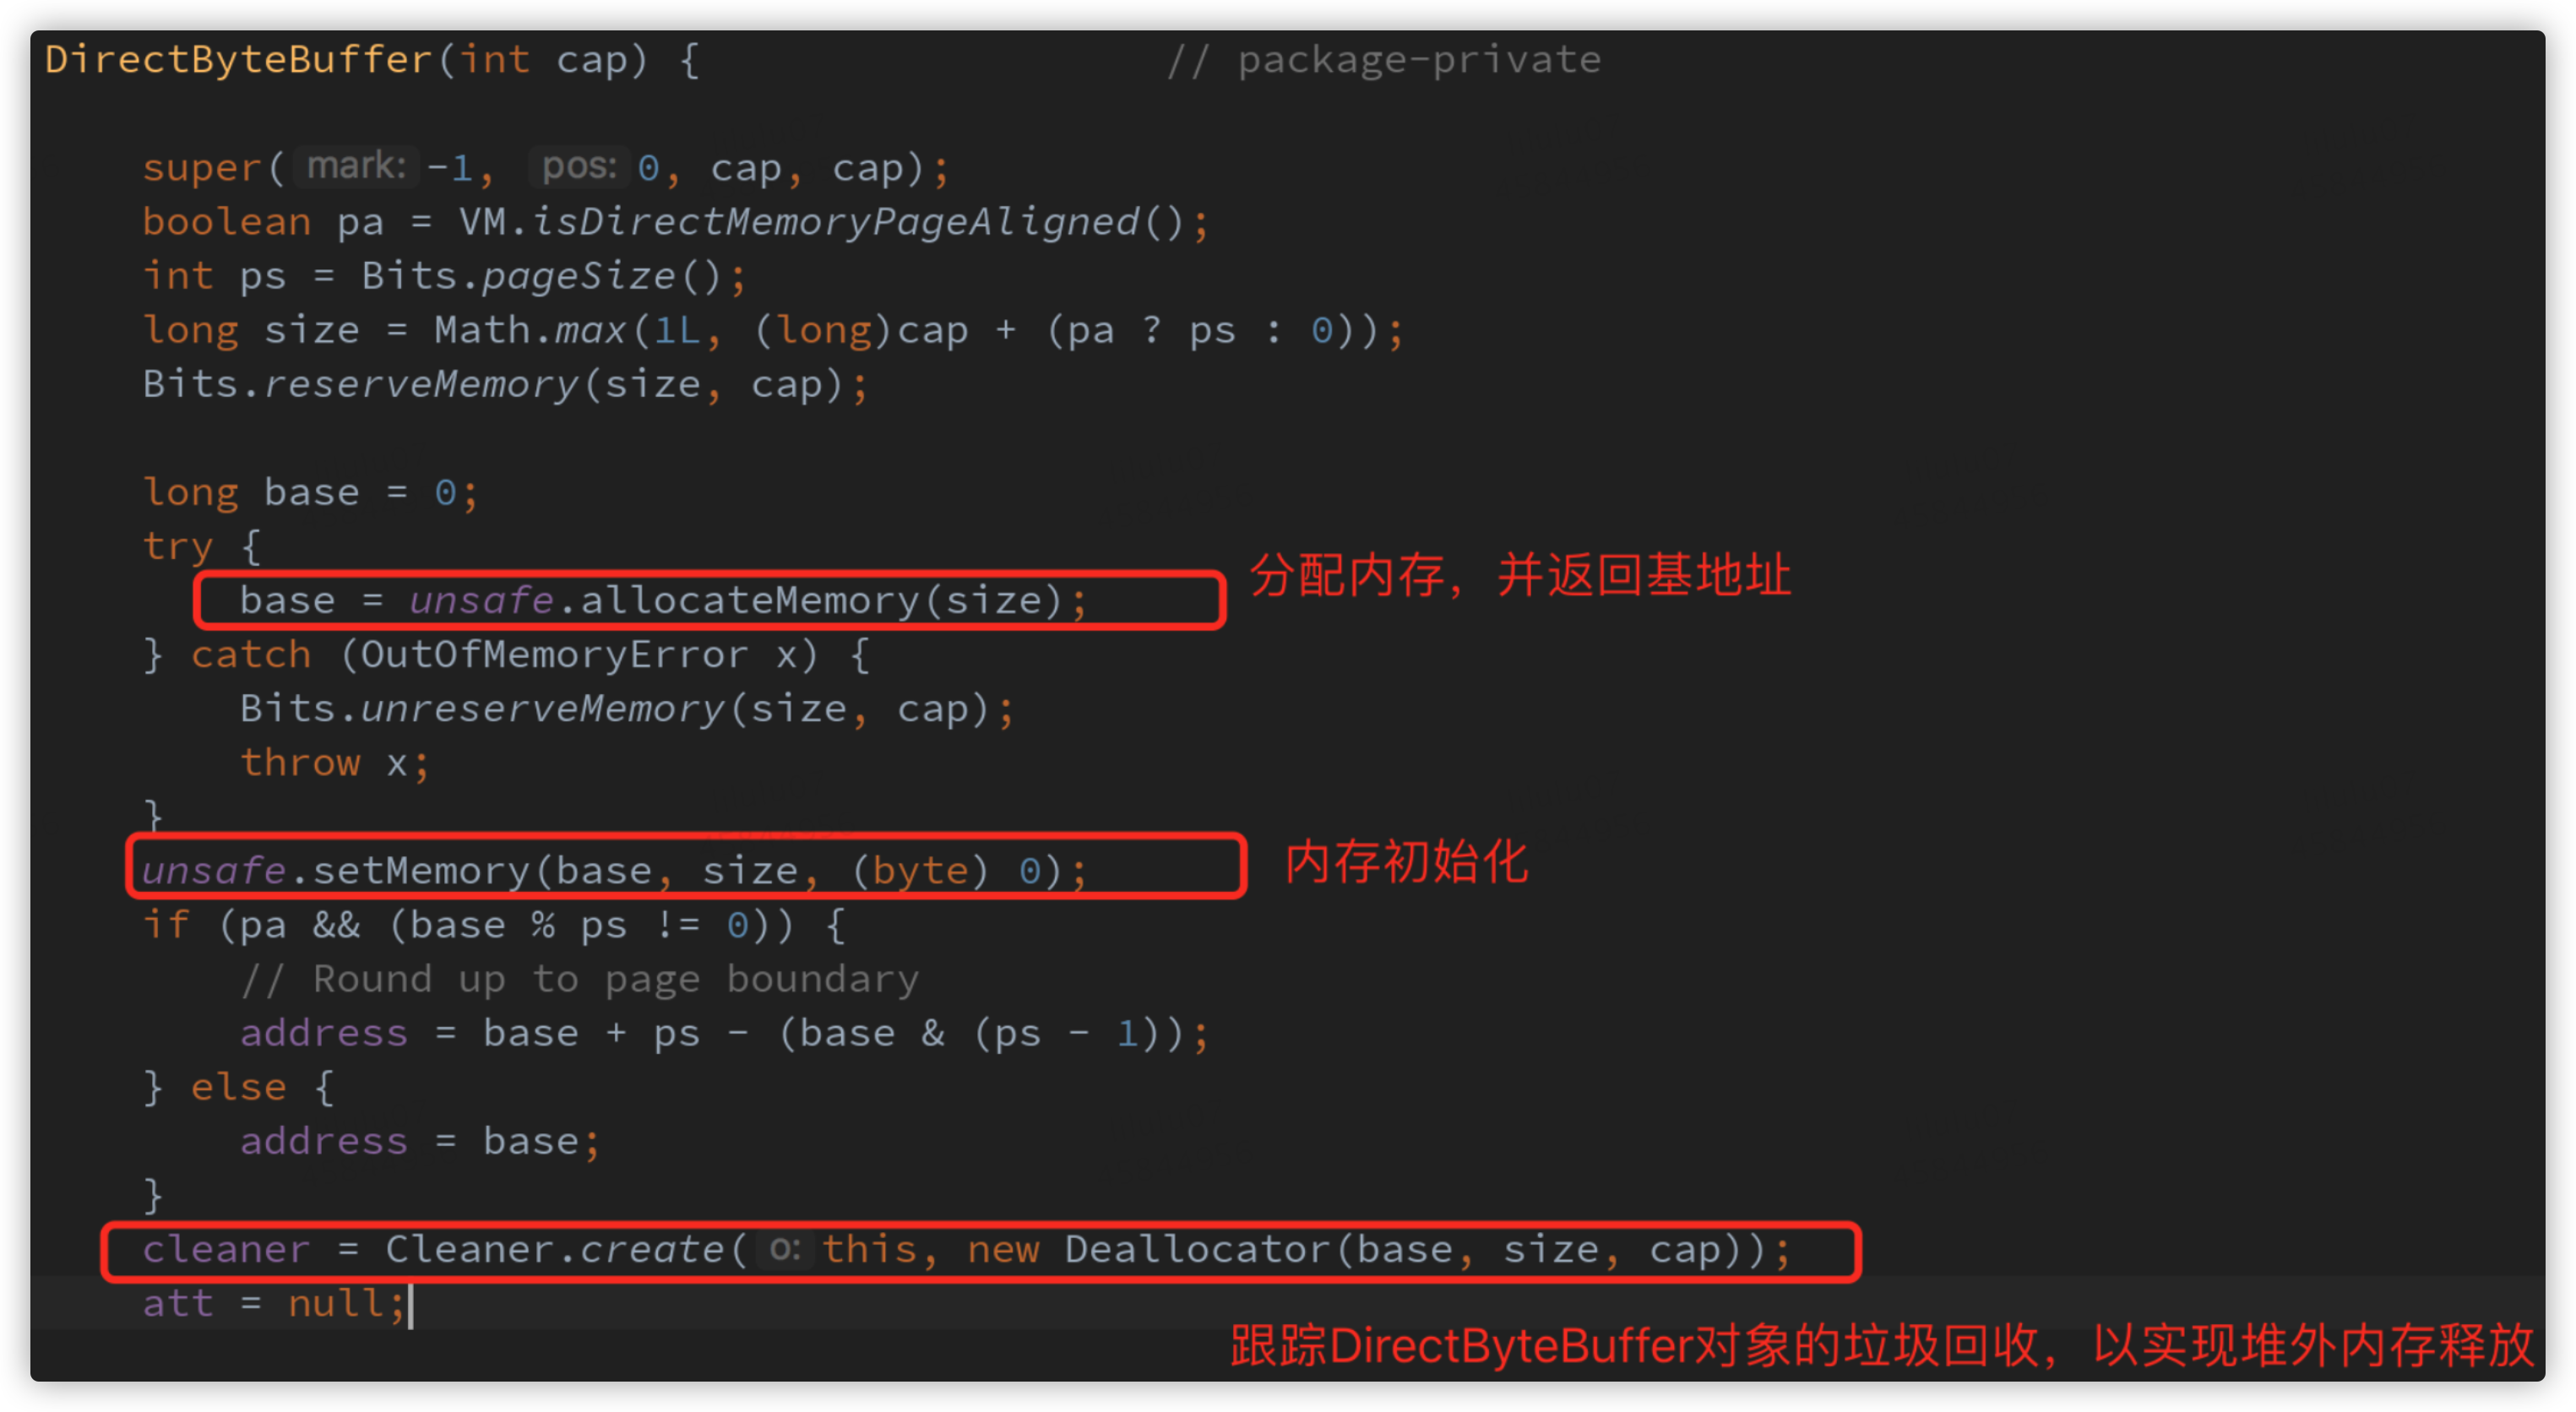 DirectByteBuffer(int cap) {                   // package-private
super( mark: -1, pos: 0, cap, cap);
boolean pa = VM.isDirectMemoryPageAligned();
int ps = Bits.pageSize();
long size = Math.max(1L, (long)cap + (pa ? ps : 0));
Bits.reserveMemory(size, cap);
long base = 0;
try {
base = unsafe.allocateMemory(size);
分配内存，并返回基地址
} catch (OutOfMemoryError x) {
Bits.unreserveMemory(size, cap);
throw x;
}
unsafe.setMemory(base, size, (byte) 0);
内存初始化
if (pa && (base % ps != 0)) {
// Round up to page boundary
address = base + ps - (base & (ps - 1));
} else {
address = base;
}
cleaner = Cleaner.create( o: this, new Deallocator(base, size, cap));
att = null;
跟踪DirectByteBuffer对象的垃圾回收，以实现堆外内存释放